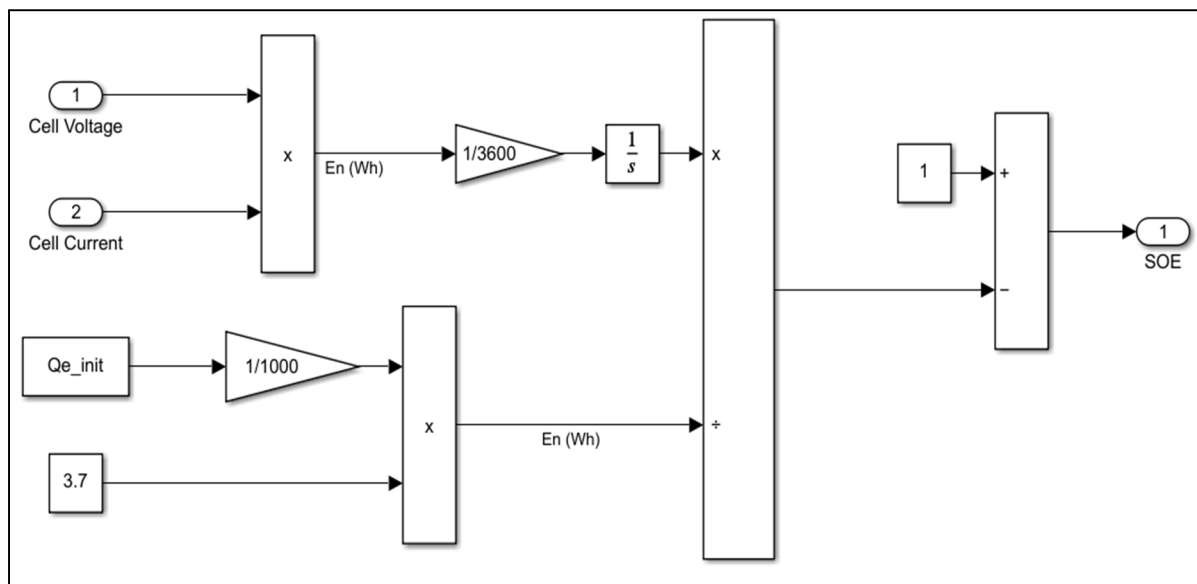 1
Cell Voltage
2
Cell Current
x
En (Wh)
1/3600
1
s
x
÷
Qe_init
1/1000
3.7
x
En (Wh)
1
+
−
1
SOE